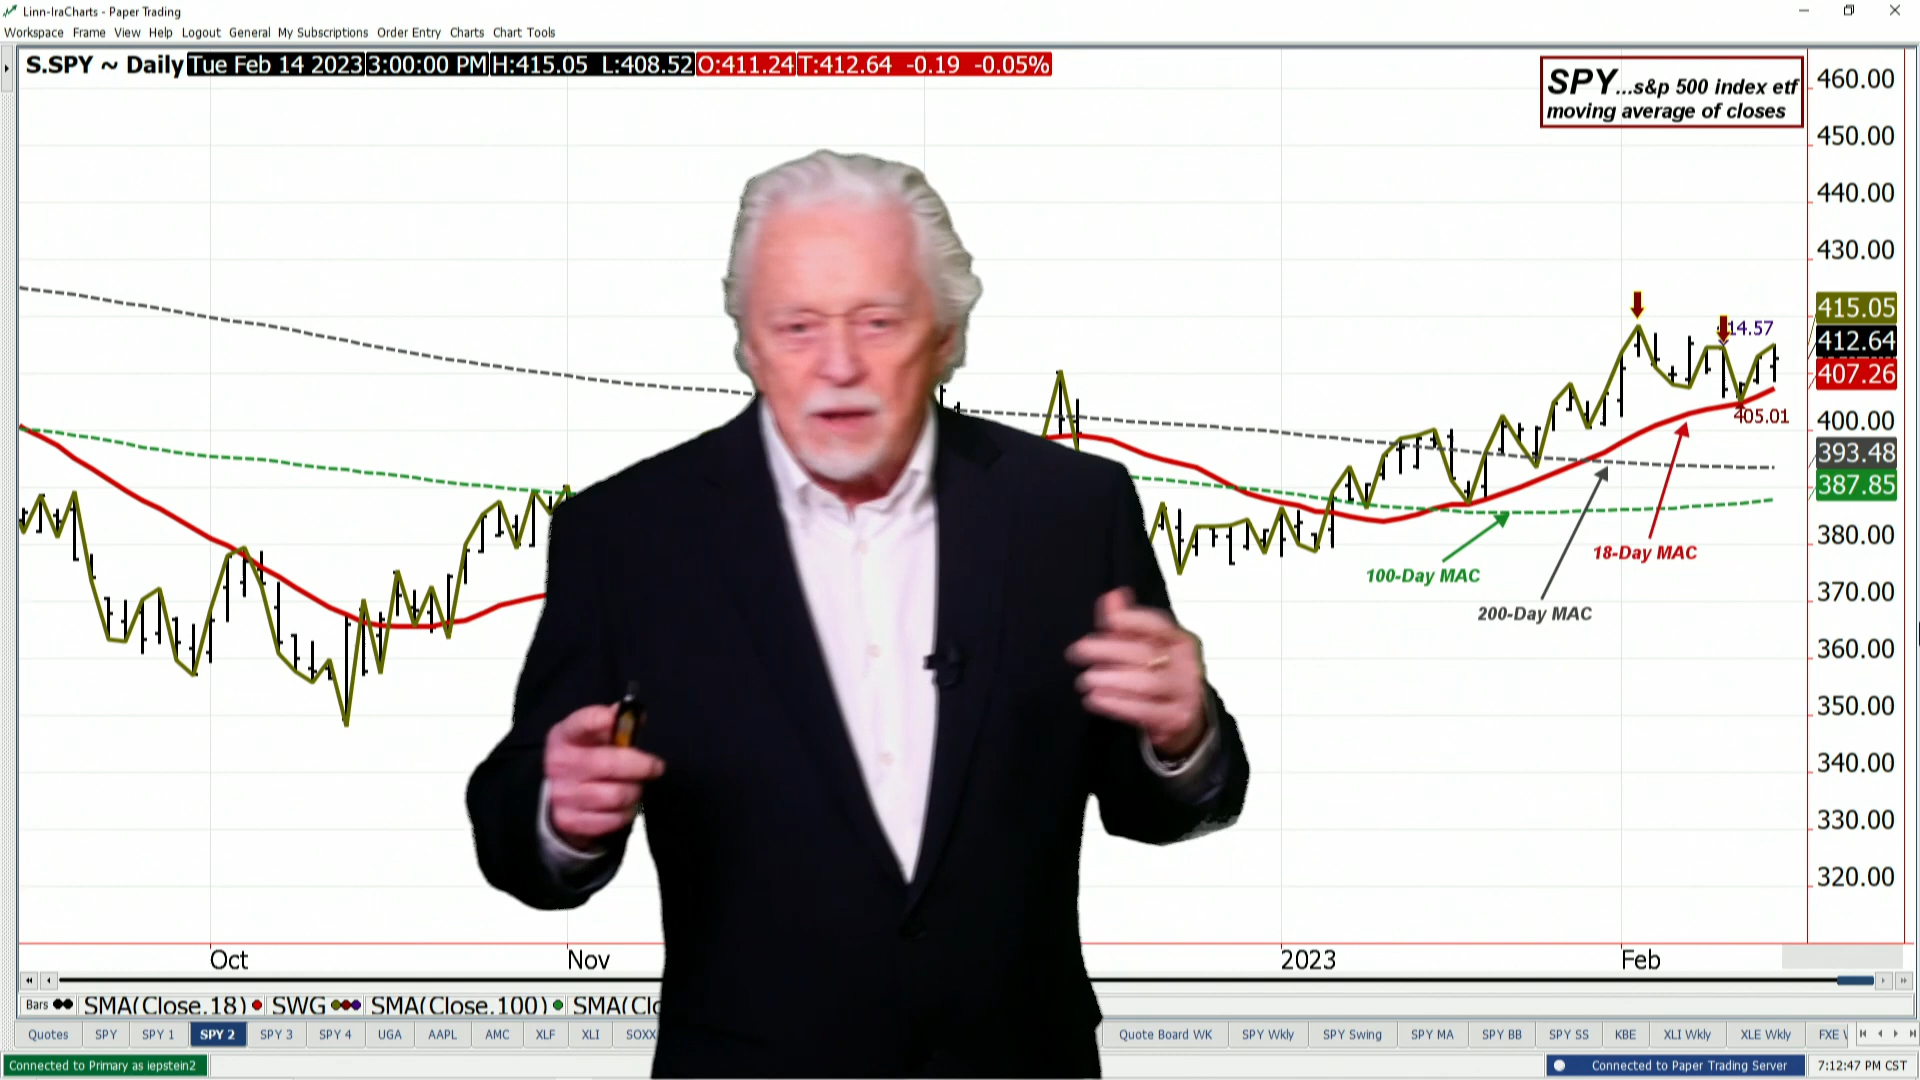 Linn-IraCharts - Paper Trading
Workspace Frame View Help Logout General My Subscriptions Order Entry Charts Chart Tools
S.SPY ~ Daily Tue Feb 14 2023 3:00:00 PM H:415.05 L:408.52 O:411.24 T:412.64 -0.19 -0.05%
SPY...s&p 500 index etf
moving average of closes
460.00
450.00
440.00
430.00
415.05
14.57
412.64
407.26
405.01
400.00
393.48
387.85
380.00
18-Day MAC
100-Day MAC
370.00
200-Day MAC
360.00
350.00
340.00
330.00
320.00
Oct Nov 2023 Feb
Bars SMA(Close,18) SWG SMA(Close,100) SMA(Clo
Quotes SPY SPY 1 SPY 2 SPY 3 SPY 4 UGA AAPL AMC XLF XLI SOXX Quote Board WK SPY Wkly SPY Swing SPY MA SPY BB SPY SS KBE XLI Wkly XLE Wkly FXE
Connected to Primary as iepstein2 Connected to Paper Trading Server 7:12:47 PM CST